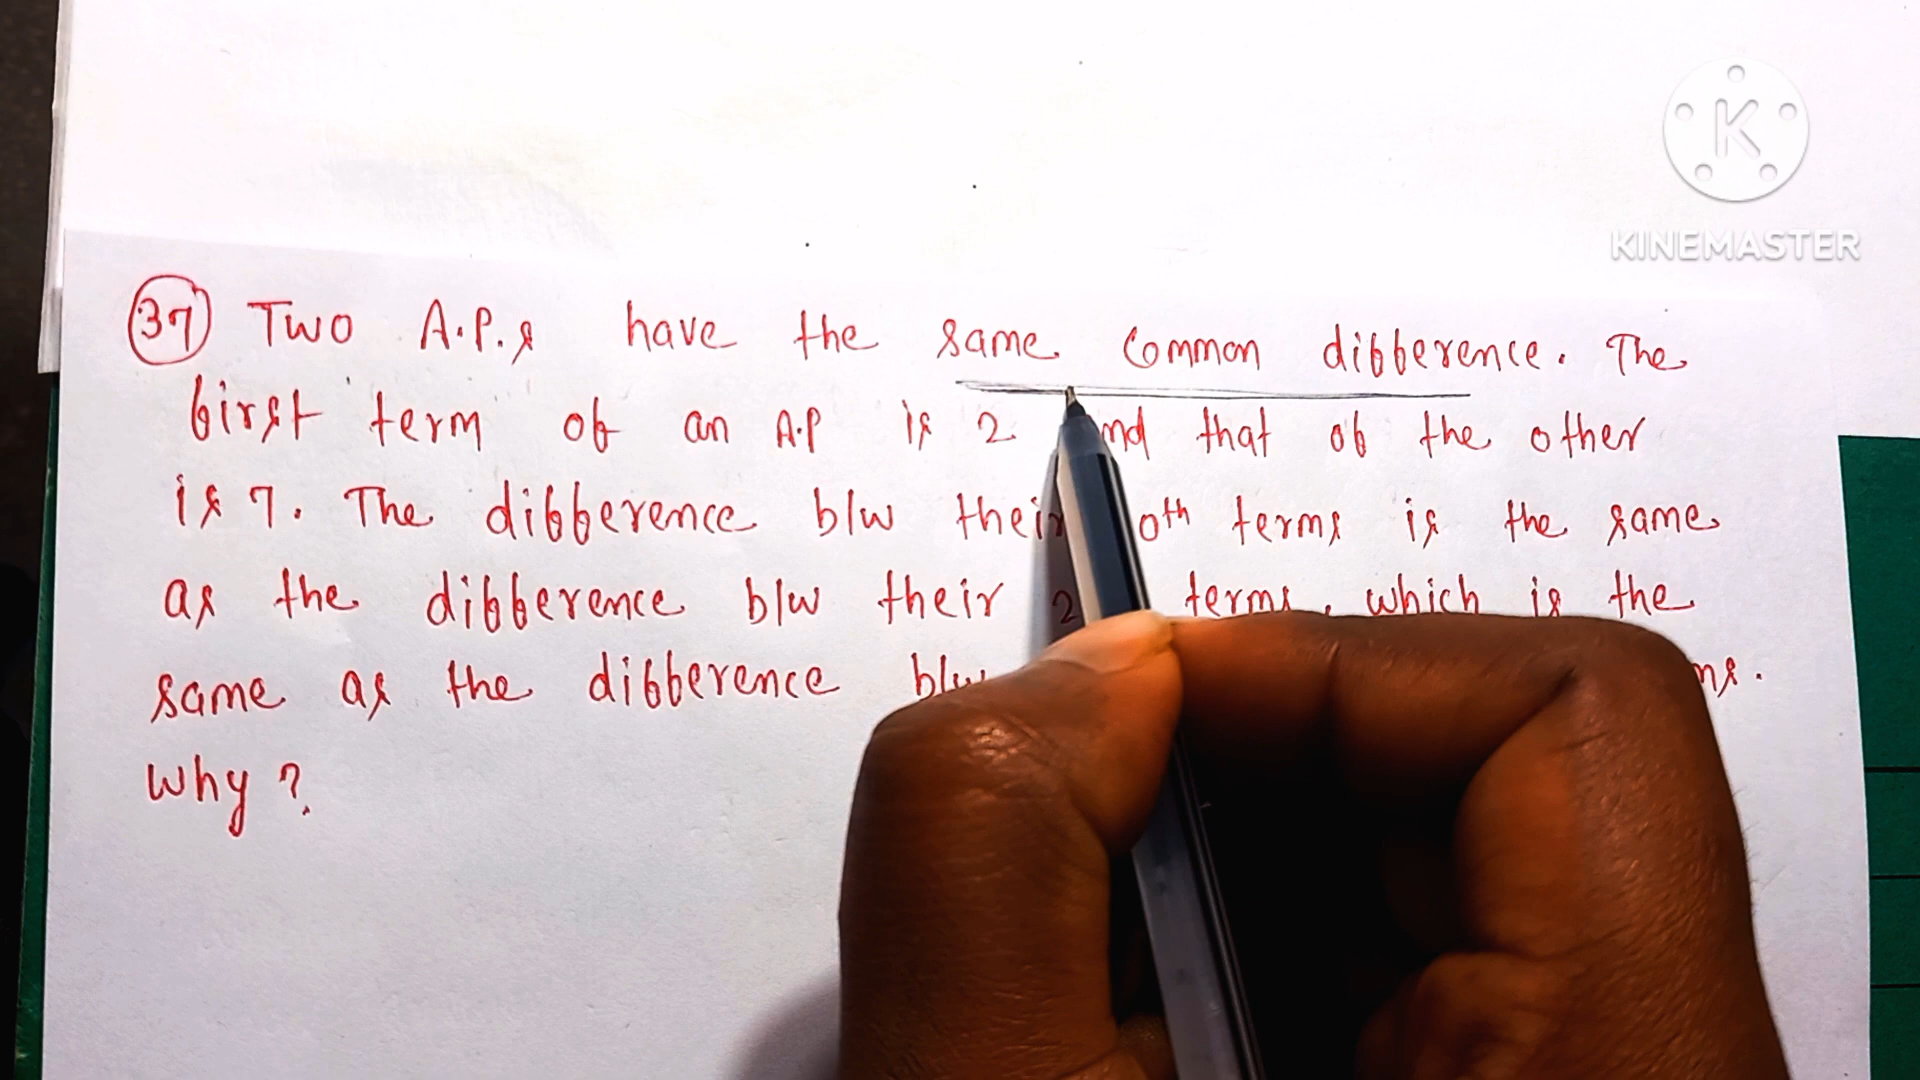 KINEMASTER
37 Two A.P.s have the same common difference. The
first term of an A.P is 2 and that of the other
is 7. The difference b/w their 0th terms is the same
as the difference b/w their 2 terms, which is the
same as the difference b/w
Why?